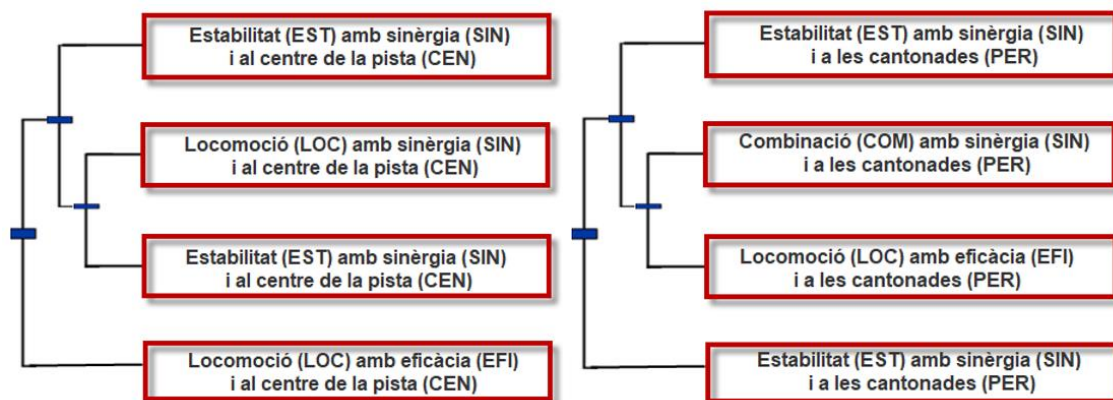 Estabilitat (EST) amb sinèrgia (SIN)
i al centre de la pista (CEN)
Locomoció (LOC) amb sinèrgia (SIN)
i al centre de la pista (CEN)
Estabilitat (EST) amb sinèrgia (SIN)
i al centre de la pista (CEN)
Locomoció (LOC) amb eficàcia (EFI)
i al centre de la pista (CEN)
Estabilitat (EST) amb sinèrgia (SIN)
i a les cantonades (PER)
Combinació (COM) amb sinèrgia (SIN)
i a les cantonades (PER)
Locomoció (LOC) amb eficàcia (EFI)
i a les cantonades (PER)
Estabilitat (EST) amb sinèrgia (SIN)
i a les cantonades (PER)